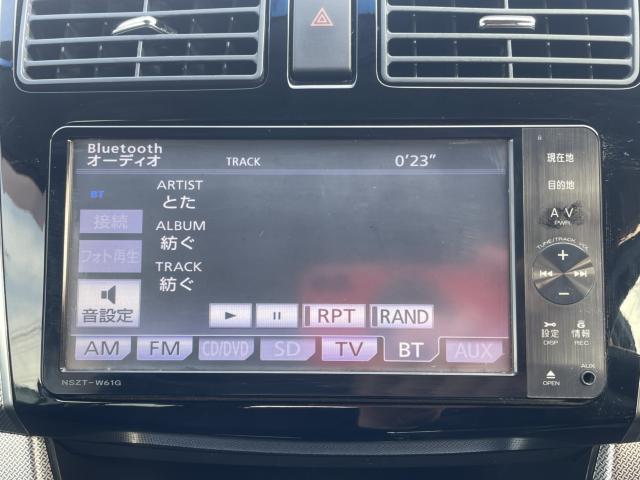 Bluetooth
オーディオ
TRACK 0'23"
BT
ARTIST
とた
接続
ALBUM
紡ぐ
フォト再生
TRACK
紡ぐ
音設定
RPT RAND
AM FM CD/DVD SD TV BT AUX
NSZT-W61G
現在地
目的地
AV
PWR
TUNE/TRACK VOL
+
−
設定 情報
DISP REC
AUX
OPEN